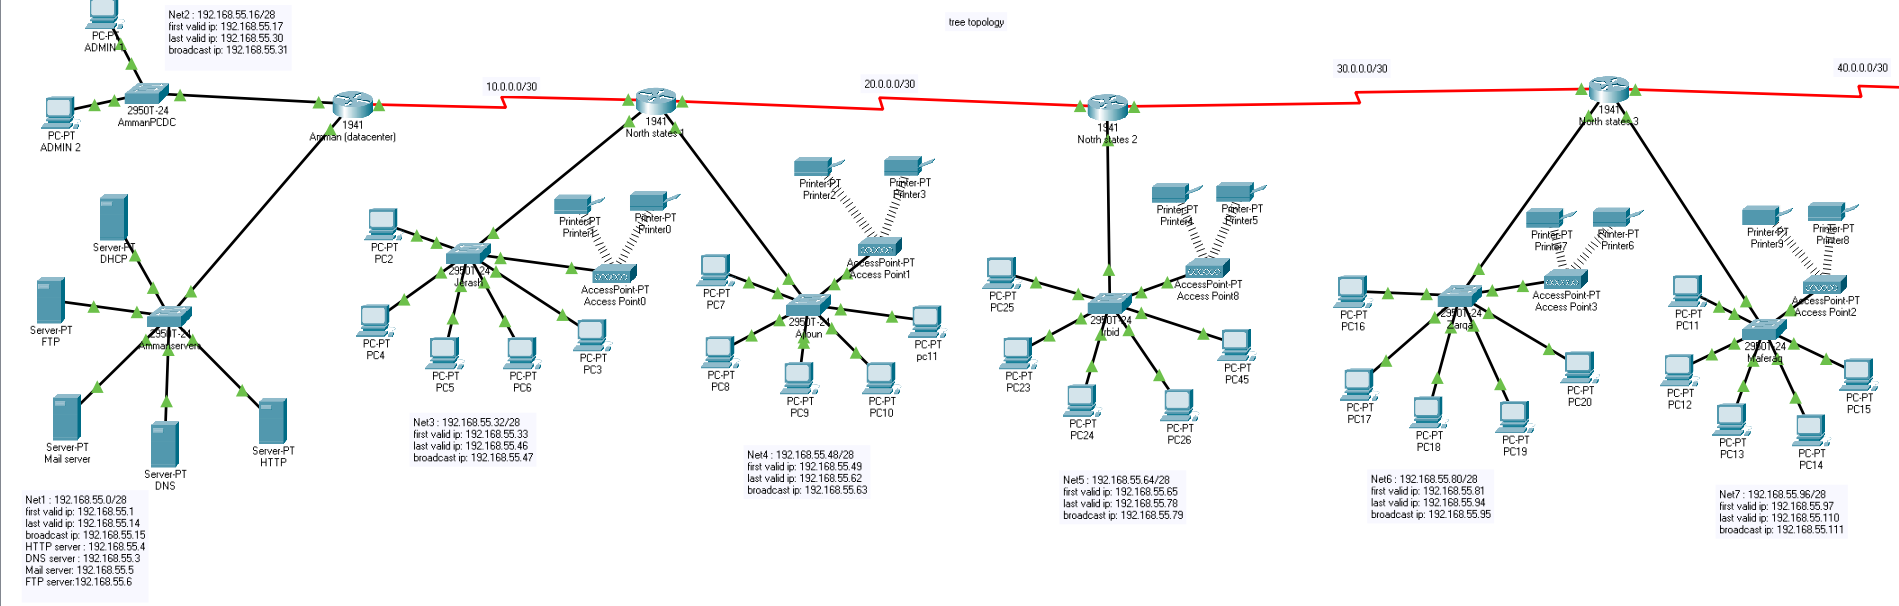 tree topology
Net2 : 192.168.55.16/28
first valid ip: 192.168.55.17
last valid ip: 192.168.55.30
broadcast ip: 192.168.55.31
PC-PT
ADMIN 1
2950T-24
AmmanPCDC
PC-PT
ADMIN 2
1941
Amman (datacenter)
10.0.0.0/30
1941
North states 1
20.0.0.0/30
1941
North states 2
30.0.0.0/30
1941
North states 3
40.0.0.0/30
Server-PT
DHCP
Server-PT
FTP
2950T-24
Server-PT
Mail server
Server-PT
DNS
Server-PT
HTTP
Net1 : 192.168.55.0/28
first valid ip: 192.168.55.1
last valid ip: 192.168.55.14
broadcast ip: 192.168.55.15
HTTP server : 192.168.55.4
DNS server : 192.168.55.3
Mail server: 192.168.55.5
FTP server:192.168.55.6
PC-PT
PC2
2950T-24
Jerash
Printer-PT
Printer1
Printer-PT
Printer0
AccessPoint-PT
Access Point0
PC-PT
PC4
PC-PT
PC5
PC-PT
PC6
PC-PT
PC3
Net3 : 192.168.55.32/28
first valid ip: 192.168.55.33
last valid ip: 192.168.55.46
broadcast ip: 192.168.55.47
Printer-PT
Printer2
Printer-PT
Printer3
AccessPoint-PT
Access Point1
PC-PT
PC7
2950T-24
PC-PT
PC8
PC-PT
PC9
PC-PT
PC10
PC-PT
pc11
Net4 : 192.168.55.48/28
first valid ip: 192.168.55.49
last valid ip: 192.168.55.62
broadcast ip: 192.168.55.63
Printer-PT
Printer4
Printer-PT
Printer5
AccessPoint-PT
Access Point8
PC-PT
PC25
2950T-24
Irbid
PC-PT
PC23
PC-PT
PC24
PC-PT
PC26
PC-PT
PC45
Net5 : 192.168.55.64/28
first valid ip: 192.168.55.65
last valid ip: 192.168.55.78
broadcast ip: 192.168.55.79
Printer-PT
Printer7
Printer-PT
Printer6
AccessPoint-PT
Access Point3
PC-PT
PC16
2950T-24
Zarqa
PC-PT
PC17
PC-PT
PC18
PC-PT
PC19
PC-PT
PC20
Net6 : 192.168.55.80/28
first valid ip: 192.168.55.81
last valid ip: 192.168.55.94
broadcast ip: 192.168.55.95
Printer-PT
Printer9
Printer-PT
Printer8
AccessPoint-PT
Access Point2
PC-PT
PC11
2950T-24
Maferaq
PC-PT
PC12
PC-PT
PC13
PC-PT
PC14
PC-PT
PC15
Net7 : 192.168.55.96/28
first valid ip: 192.168.55.97
last valid ip: 192.168.55.110
broadcast ip: 192.168.55.111